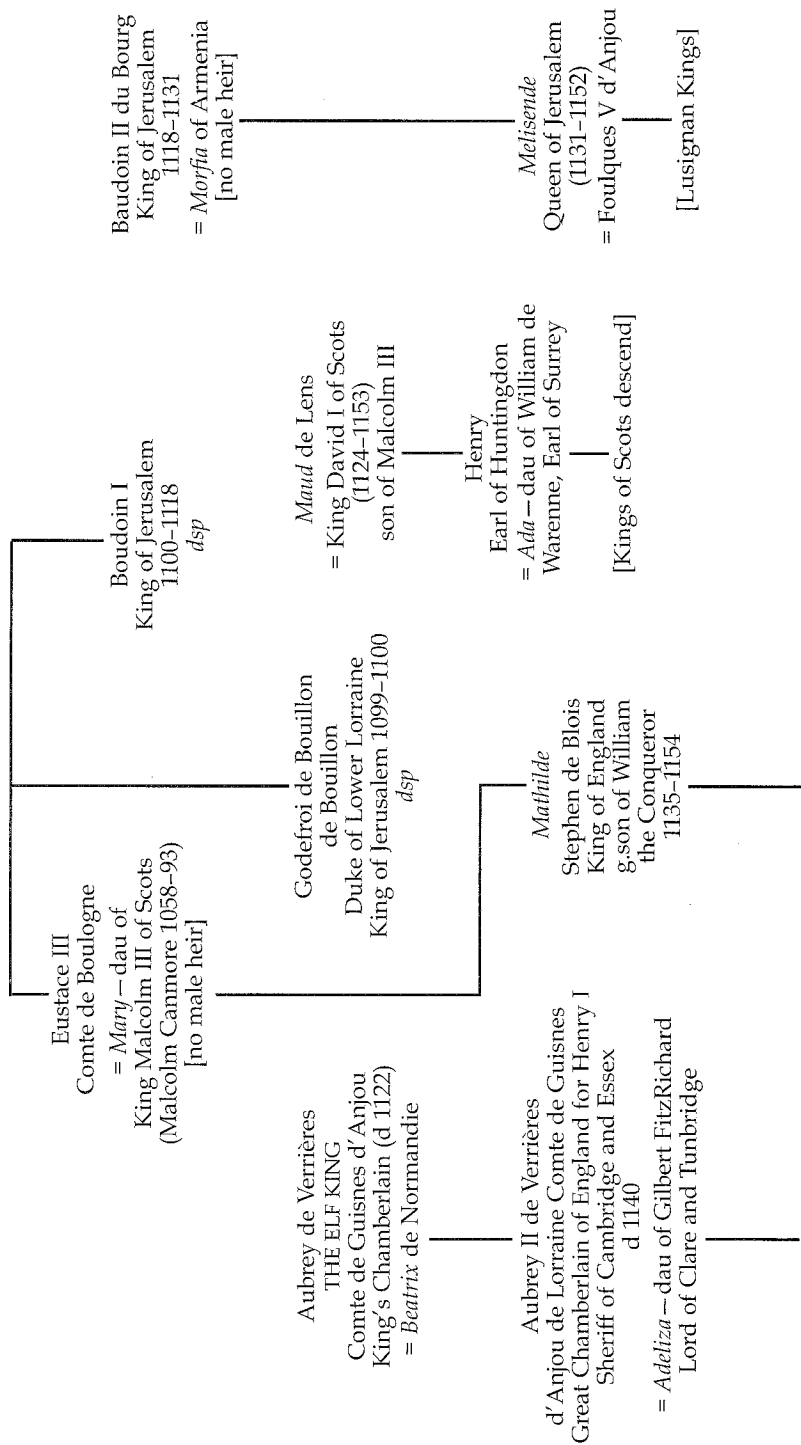 Eustace III
Comte de Boulogne
= Mary—dau of
King Malcolm III of Scots
(Malcolm Canmore 1058–93)
[no male heir]
Boudoin I
King of Jerusalem
1100–1118
dsp
Baudoin II du Bourg
King of Jerusalem
1118–1131
= Morfia of Armenia
[no male heir]
Aubrey de Verrières
THE ELF KING
Comte de Guisnes d'Anjou
King's Chamberlain (d 1122)
= Beatrix de Normandie
Godefroi de Bouillon
de Bouillon
Duke of Lower Lorraine
King of Jerusalem 1099–1100
dsp
Maud de Lens
= King David I of Scots
(1124–1153)
son of Malcolm III
Aubrey II de Verrières
d'Anjou de Lorraine Comte de Guisnes
Great Chamberlain of England for Henry I
Sheriff of Cambridge and Essex
d 1140
= Adeliza—dau of Gilbert FitzRichard
Lord of Clare and Tunbridge
Mathilde
Stephen de Blois
King of England
g.son of William
the Conqueror
1135–1154
Henry
Earl of Huntingdon
= Ada—dau of William de
Warenne, Earl of Surrey
[Kings of Scots descend]
Melisende
Queen of Jerusalem
(1131–1152)
= Foulques V d'Anjou
[Lusignan Kings]